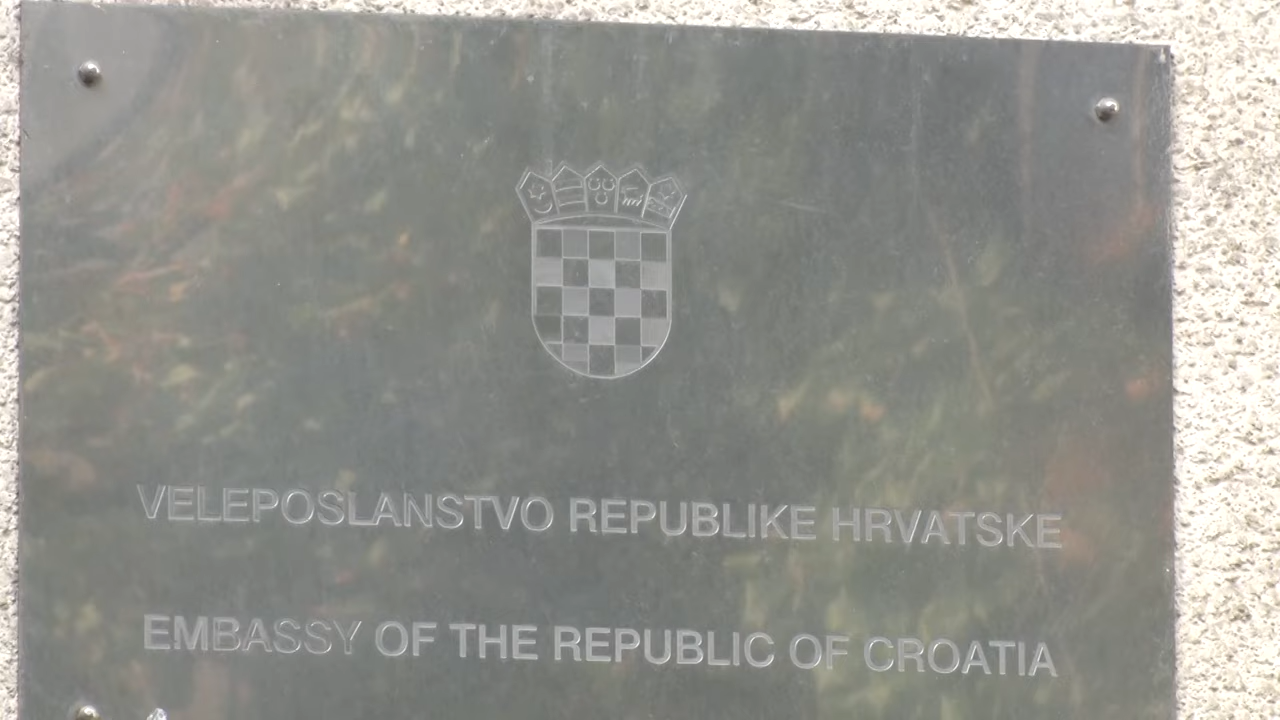 VELEPOSLANSTVO REPUBLIKE HRVATSKE
EMBASSY OF THE REPUBLIC OF CROATIA